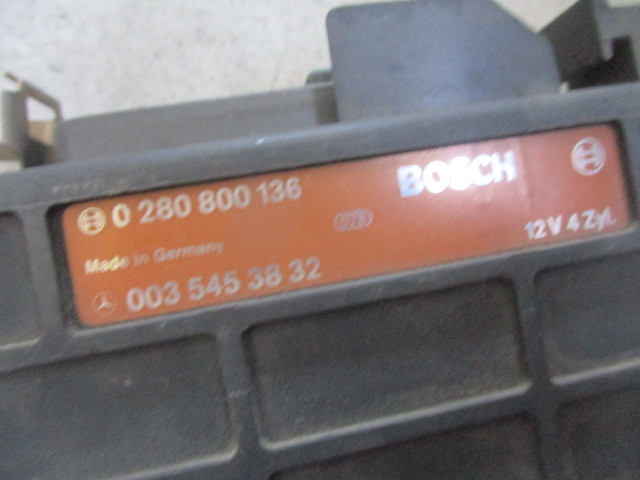 0 280 800 136
BOSCH
Made in Germany
12V 4 Zyl.
003 545 38 32